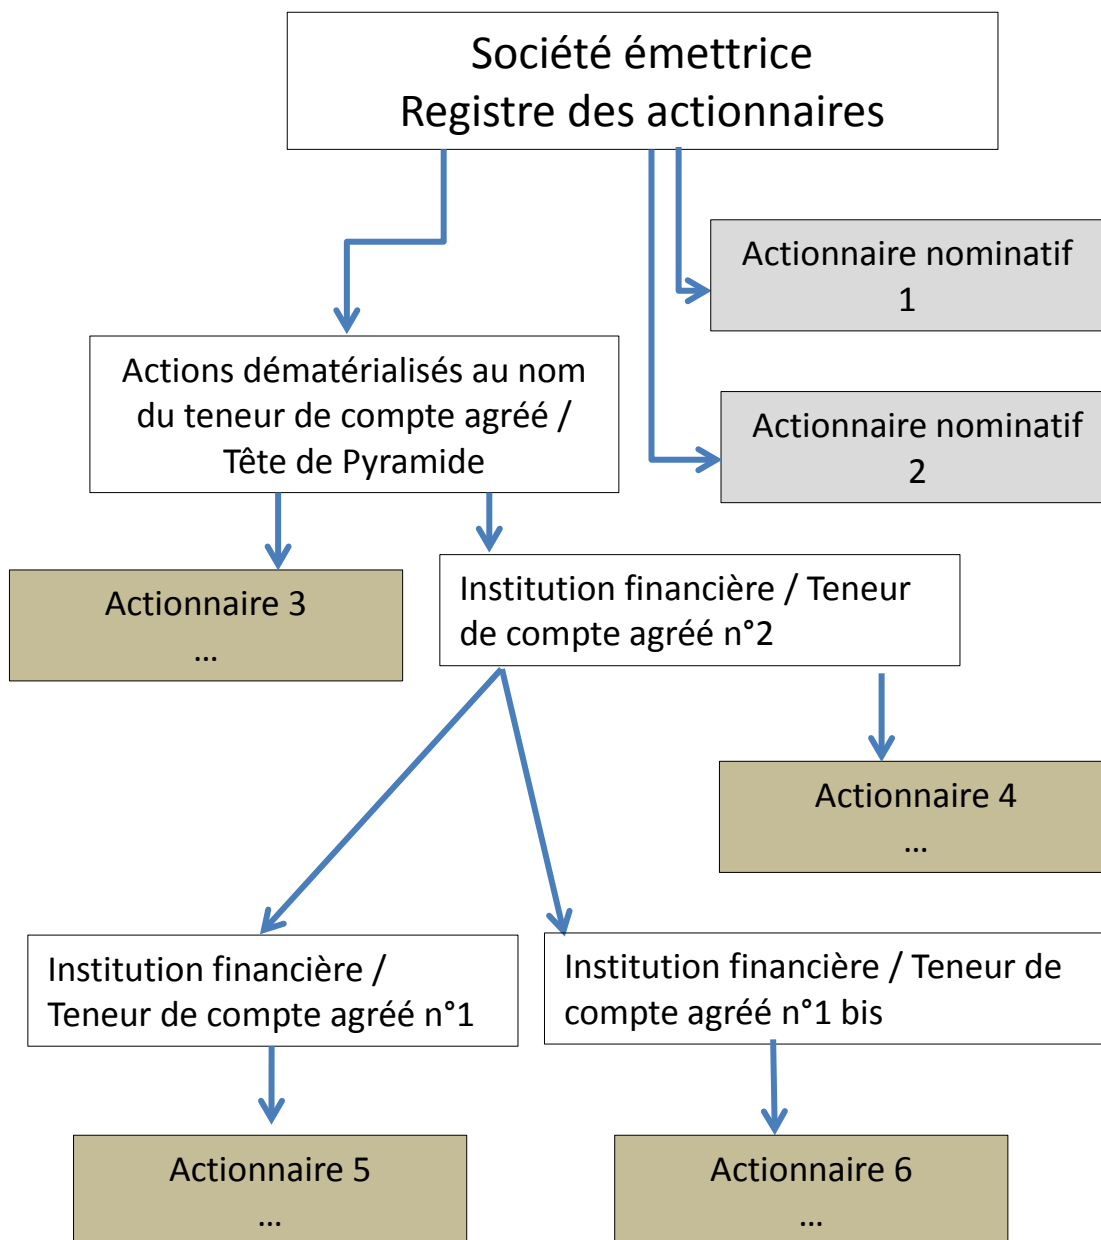 Société émettrice
Registre des actionnaires
Actionnaire nominatif
1
Actions dématérialisés au nom
du teneur de compte agréé /
Tête de Pyramide
Actionnaire nominatif
2
Actionnaire 3
...
Institution financière / Teneur
de compte agréé n°2
Actionnaire 4
...
Institution financière /
Teneur de compte agréé n°1
Institution financière / Teneur de
compte agréé n°1 bis
Actionnaire 5
...
Actionnaire 6
...